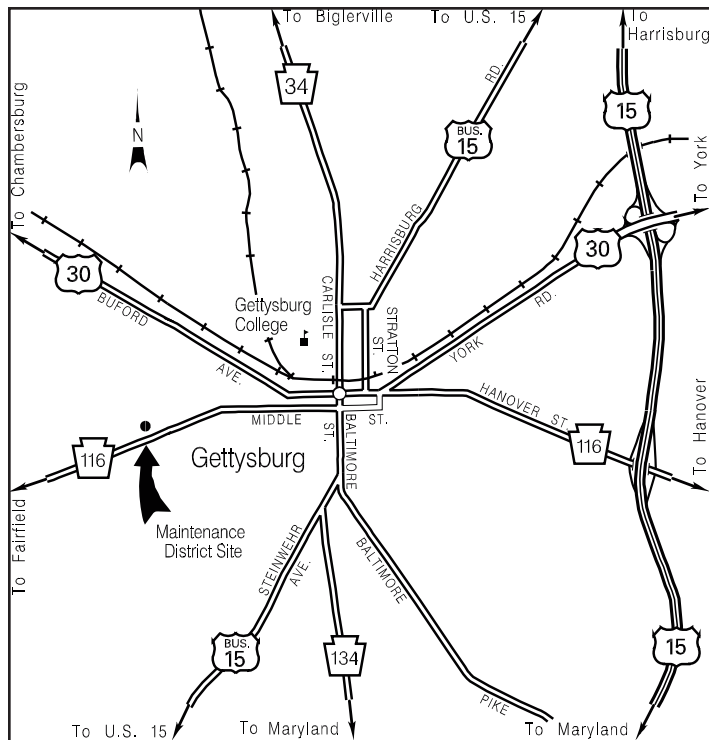 To Biglerville
To U.S. 15
To
Harrisburg
To Chambersburg
To York
34
RD.
BUS.
15
15
N
HARRISBURG
30
30
BUFORD
AVE.
Gettysburg
College
CARLISLE ST.
STRATTON
ST.
YORK
RD.
HANOVER ST.
MIDDLE
ST.
BALTIMORE
ST.
116
116
Gettysburg
To Hanover
To Fairfield
Maintenance
District Site
STEINWEHR
AVE.
BALTIMORE
PIKE
BUS.
15
134
15
To U.S. 15
To Maryland
To Maryland